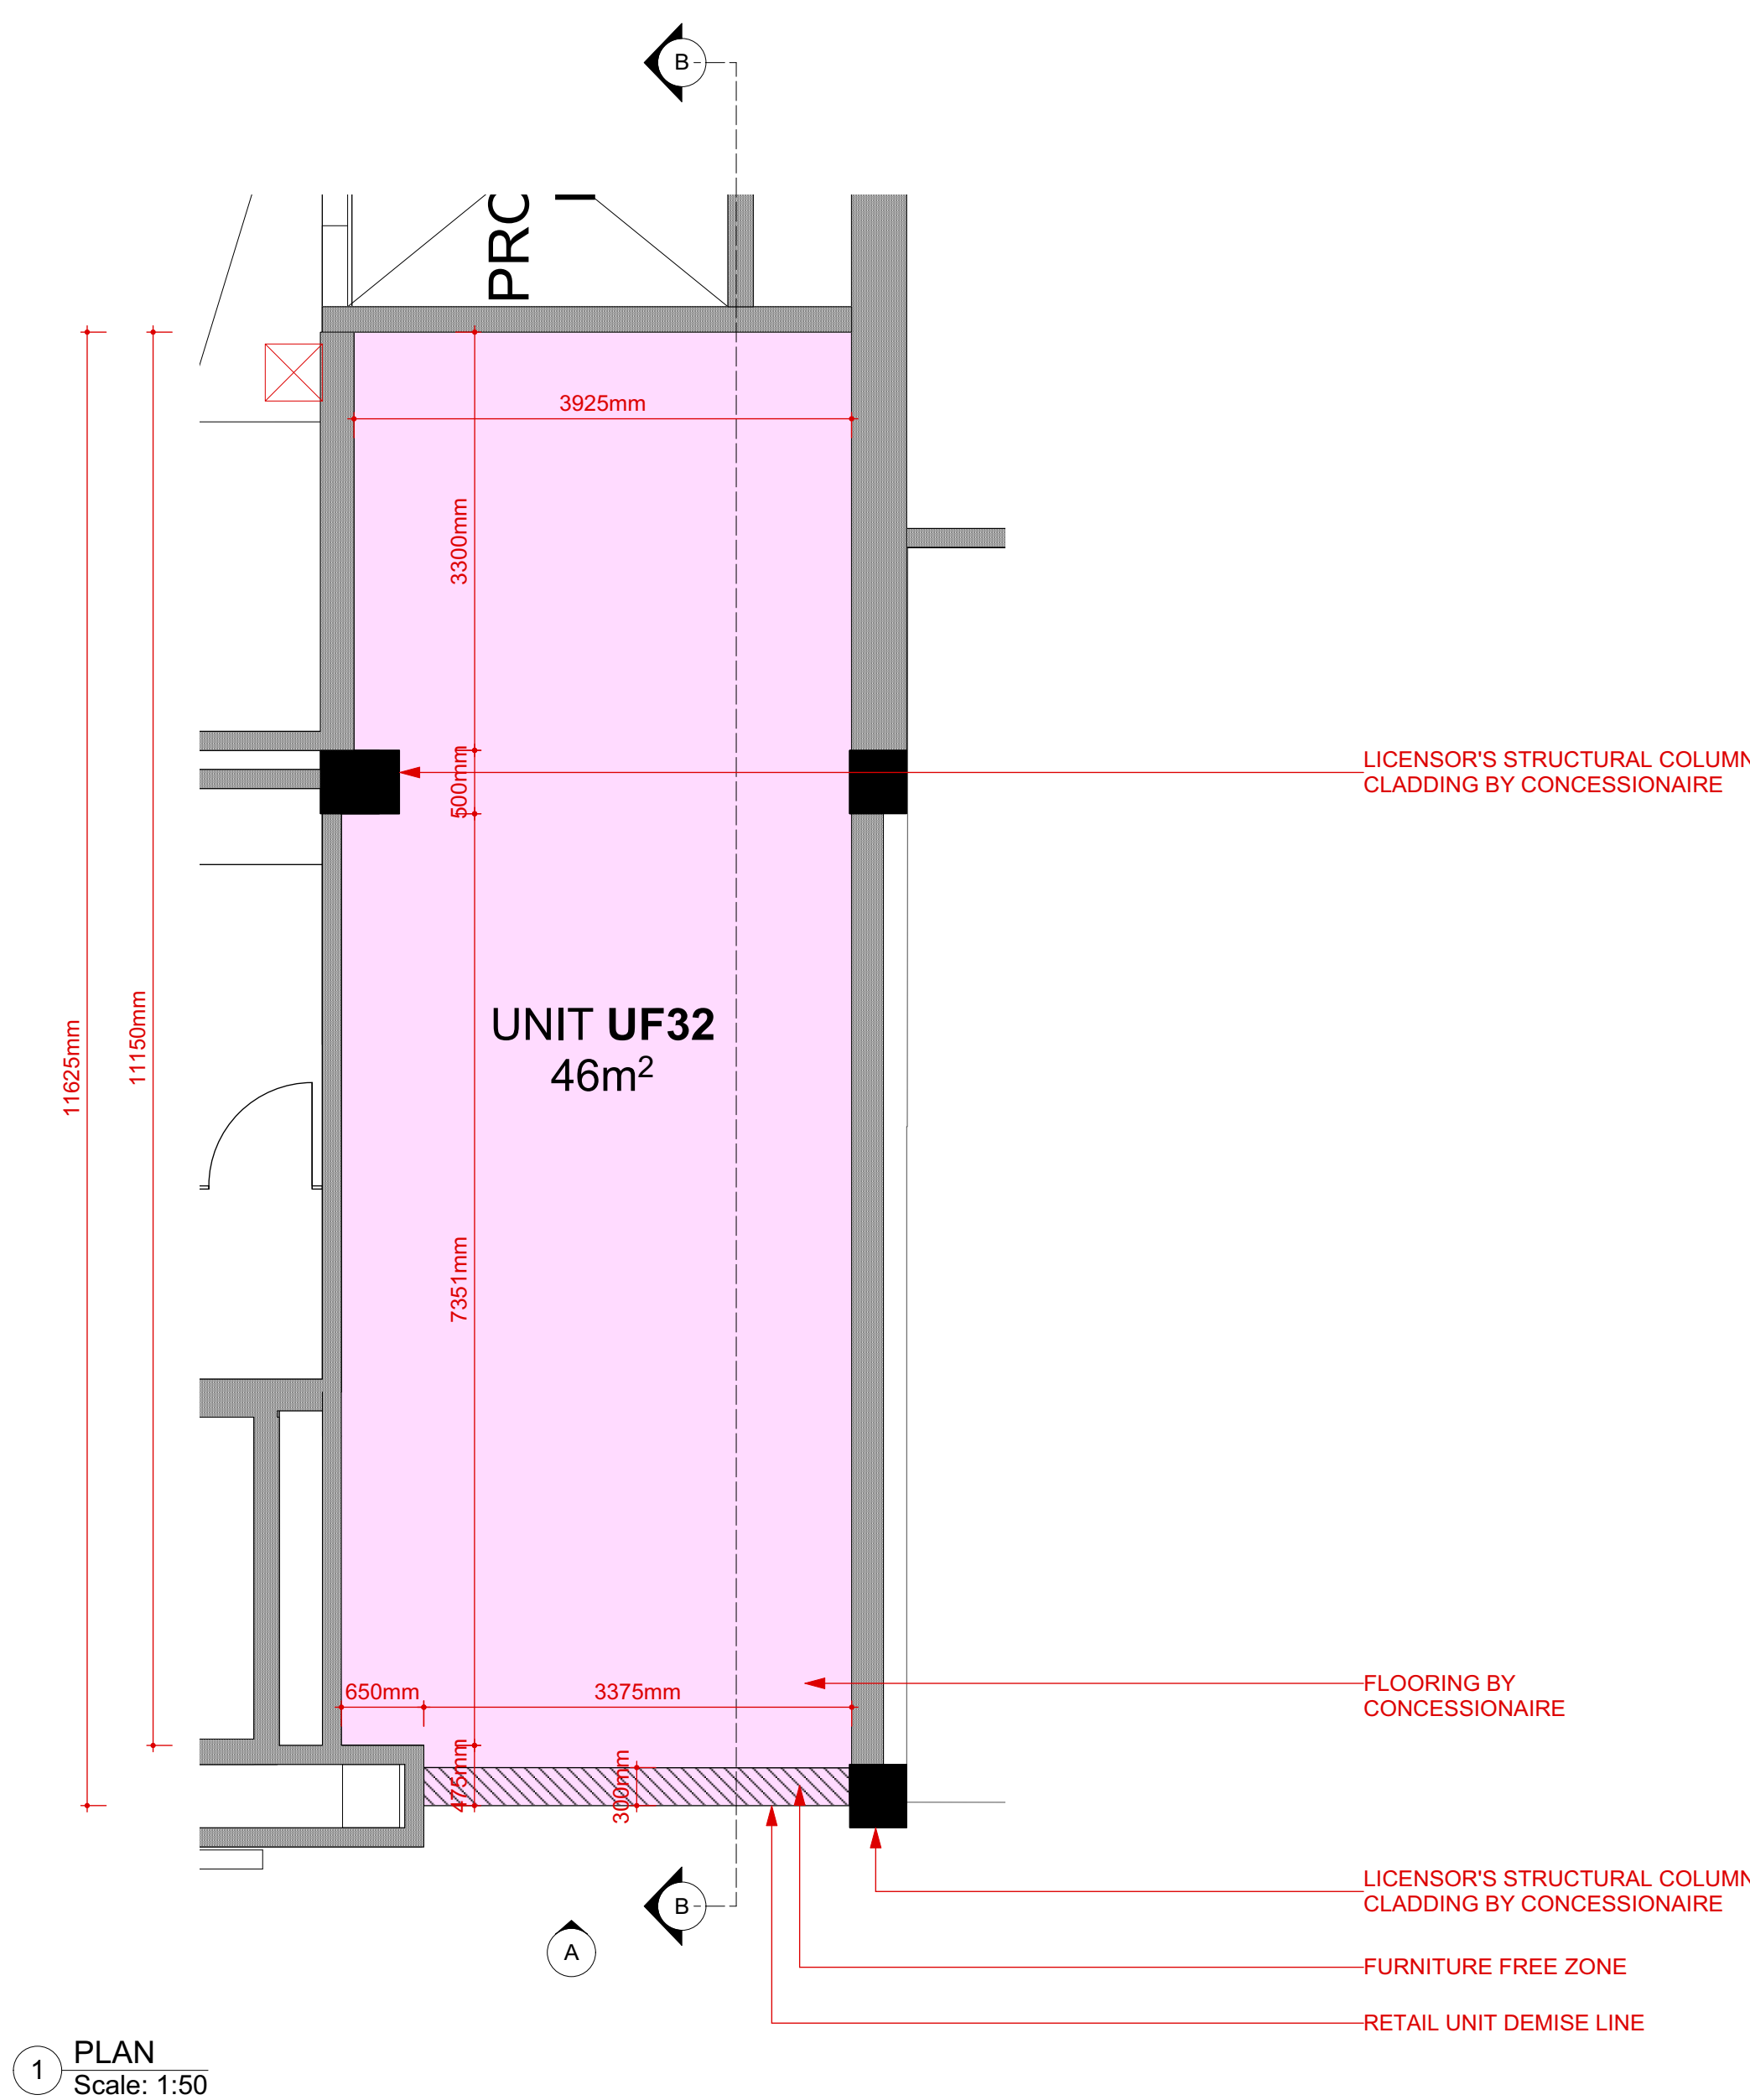 B
PRO
3925mm
3300mm
LICENSOR'S STRUCTURAL COLUMN
CLADDING BY CONCESSIONAIRE
500mm
UNIT UF32
46m²
11625mm
11150mm
7351mm
FLOORING BY
CONCESSIONAIRE
650mm
3375mm
475mm
300mm
LICENSOR'S STRUCTURAL COLUMN
CLADDING BY CONCESSIONAIRE
B
A
FURNITURE FREE ZONE
RETAIL UNIT DEMISE LINE
1
PLAN
Scale: 1:50